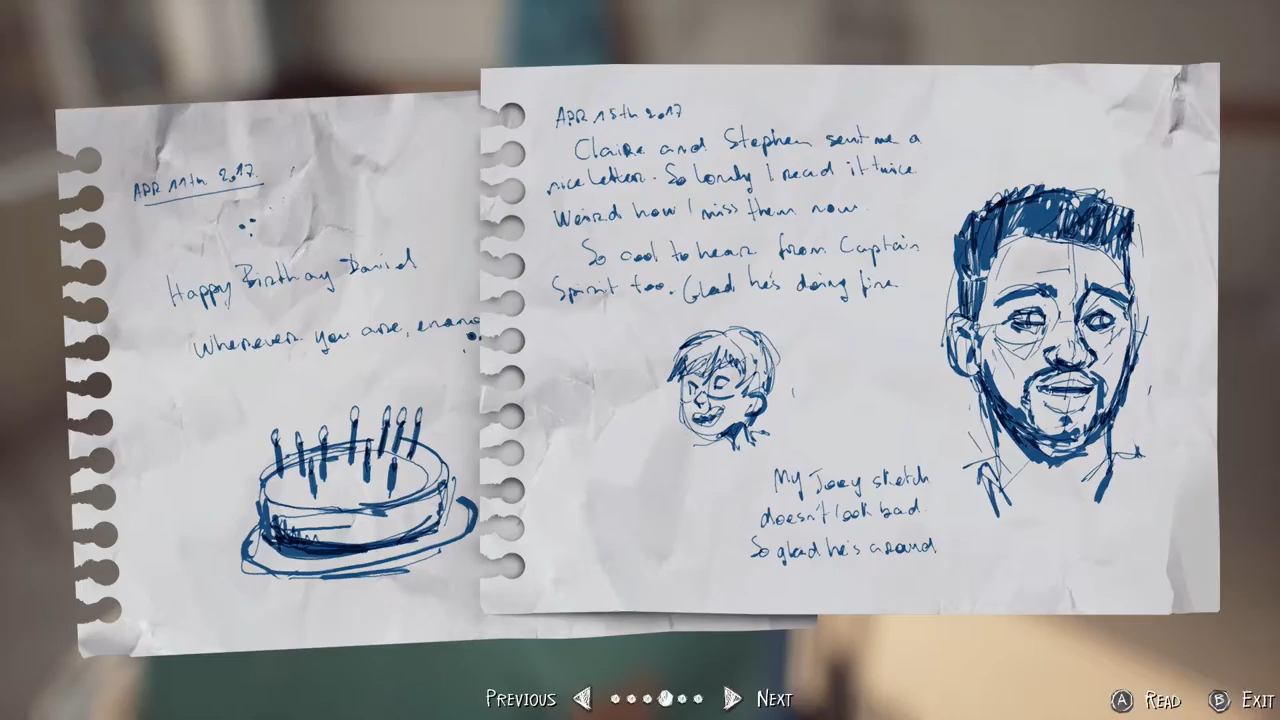 APR 11th 2017.
Happy Birthday Daniel
Wherever you are, enano
APR 15th 2017
Claire and Stephen sent me a
nice letter. So lonely I read it twice
Weird how I miss them now.
So cool to hear from Captain
Spirit too. Glad he's doing fine
My Joey sketch
doesn't look bad.
So glad he's around
PREVIOUS
NEXT
A READ
B EXIT